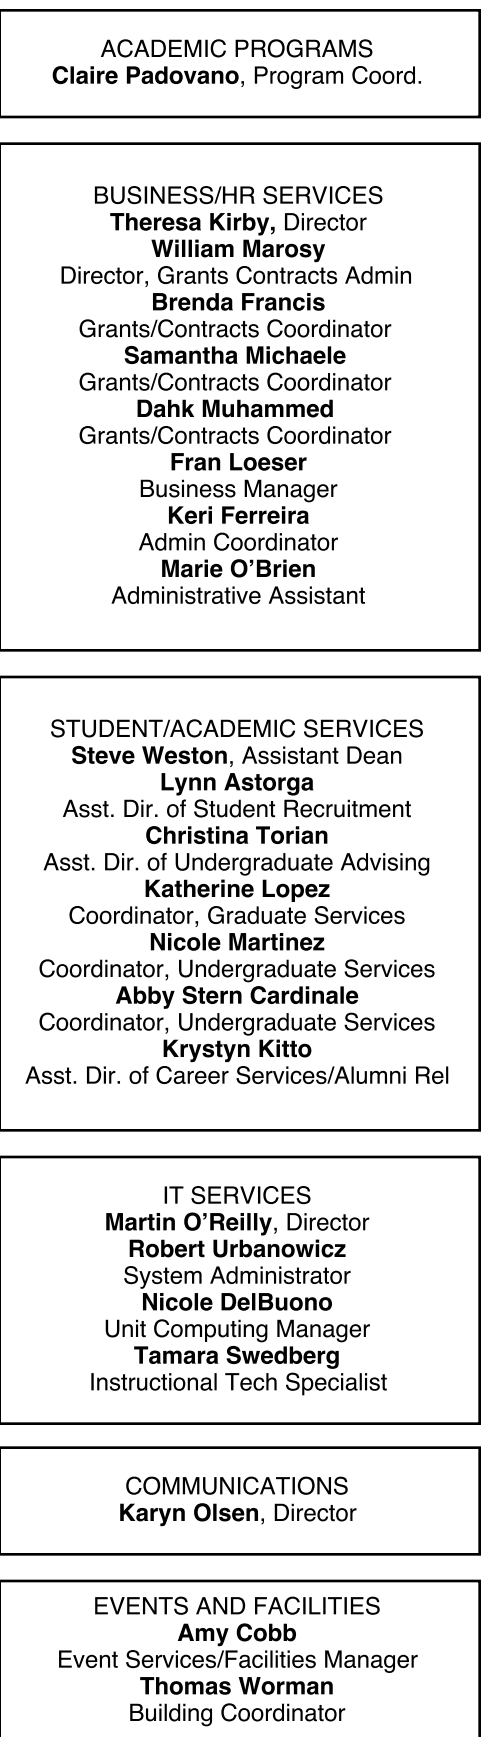 ACADEMIC PROGRAMS
Claire Padovano, Program Coord.
BUSINESS/HR SERVICES
Theresa Kirby, Director
William Marosy
Director, Grants Contracts Admin
Brenda Francis
Grants/Contracts Coordinator
Samantha Michaele
Grants/Contracts Coordinator
Dahk Muhammed
Grants/Contracts Coordinator
Fran Loeser
Business Manager
Keri Ferreira
Admin Coordinator
Marie O'Brien
Administrative Assistant
STUDENT/ACADEMIC SERVICES
Steve Weston, Assistant Dean
Lynn Astorga
Asst. Dir. of Student Recruitment
Christina Torian
Asst. Dir. of Undergraduate Advising
Katherine Lopez
Coordinator, Graduate Services
Nicole Martinez
Coordinator, Undergraduate Services
Abby Stern Cardinale
Coordinator, Undergraduate Services
Krystyn Kitto
Asst. Dir. of Career Services/Alumni Rel
IT SERVICES
Martin O'Reilly, Director
Robert Urbanowicz
System Administrator
Nicole DelBuono
Unit Computing Manager
Tamara Swedberg
Instructional Tech Specialist
COMMUNICATIONS
Karyn Olsen, Director
EVENTS AND FACILITIES
Amy Cobb
Event Services/Facilities Manager
Thomas Worman
Building Coordinator